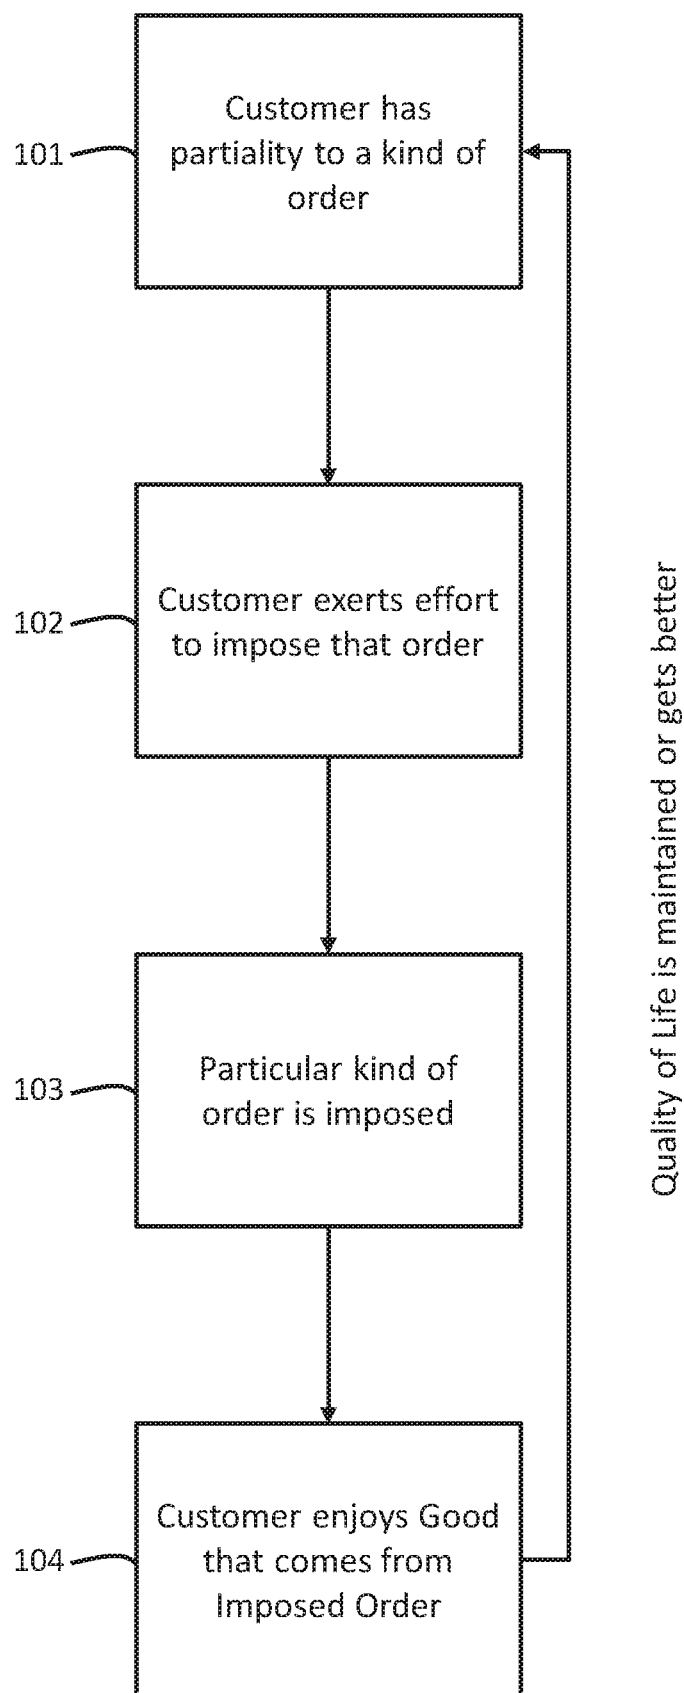 101
Customer has
partiality to a kind of
order
102
Customer exerts effort
to impose that order
103
Particular kind of
order is imposed
104
Customer enjoys Good
that comes from
Imposed Order
Quality of Life is maintained or gets better